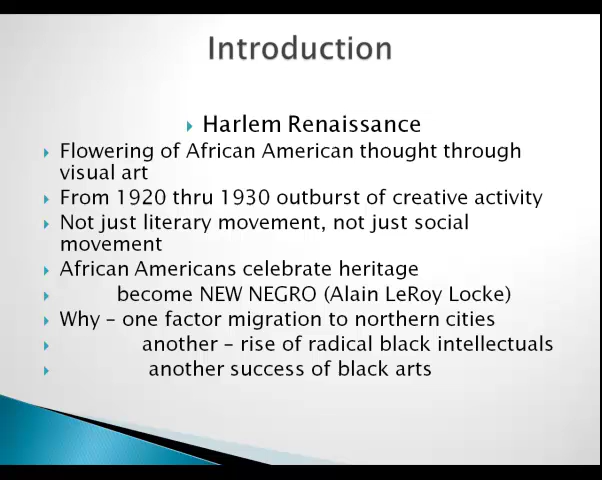 Introduction
Harlem Renaissance
Flowering of African American thought through
visual art
From 1920 thru 1930 outburst of creative activity
Not just literary movement, not just social
movement
African Americans celebrate heritage
become NEW NEGRO (Alain LeRoy Locke)
Why – one factor migration to northern cities
another – rise of radical black intellectuals
another success of black arts